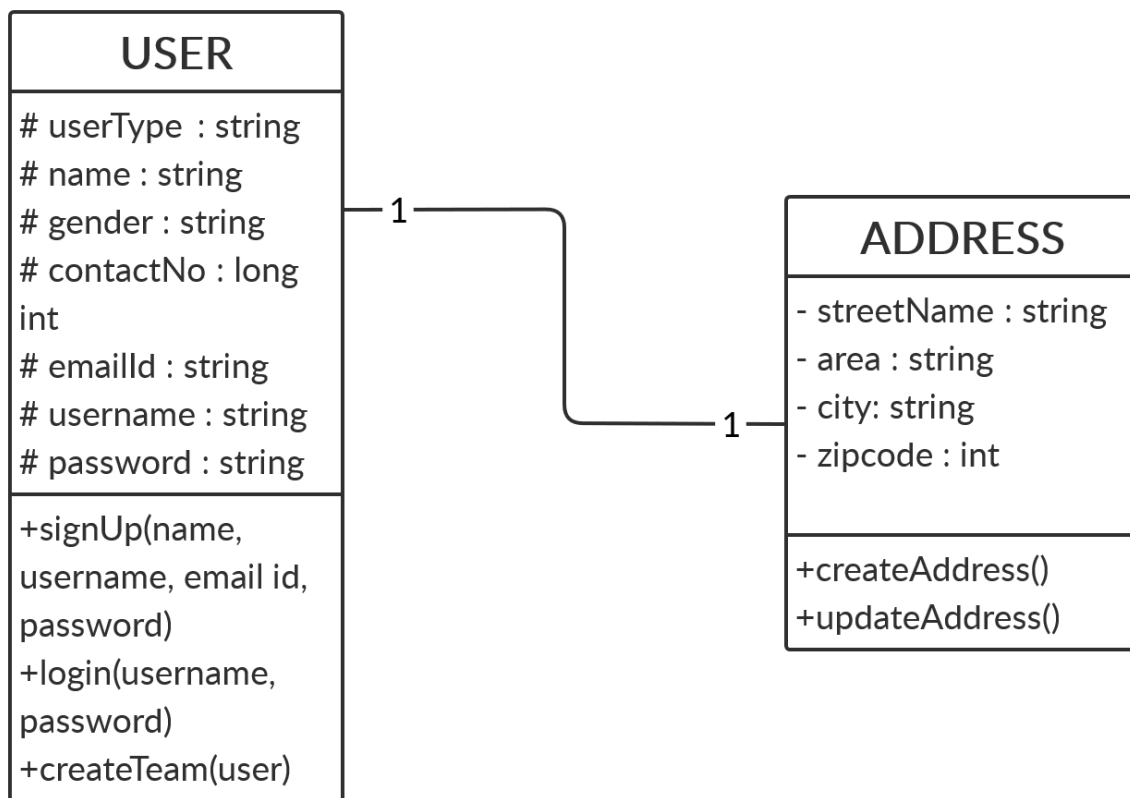 USER
# userType : string
# name : string
# gender : string
# contactNo : long
int
# emailId : string
# username : string
# password : string
+signUp(name,
username, email id,
password)
+login(username,
password)
+createTeam(user)
1
1
ADDRESS
- streetName : string
- area : string
- city: string
- zipcode : int
+createAddress()
+updateAddress()